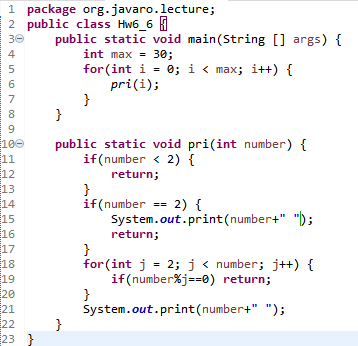 1 package org.javaro.lecture;
2 public class Hw6_6 {
3 public static void main(String [] args) {
4 int max = 30;
5 for(int i = 0; i < max; i++) {
6 pri(i);
7 }
8 }
9
10 public static void pri(int number) {
11 if(number < 2) {
12 return;
13 }
14 if(number == 2) {
15 System.out.print(number+" ");
16 return;
17 }
18 for(int j = 2; j < number; j++) {
19 if(number%j==0) return;
20 }
21 System.out.print(number+" ");
22 }
23 }